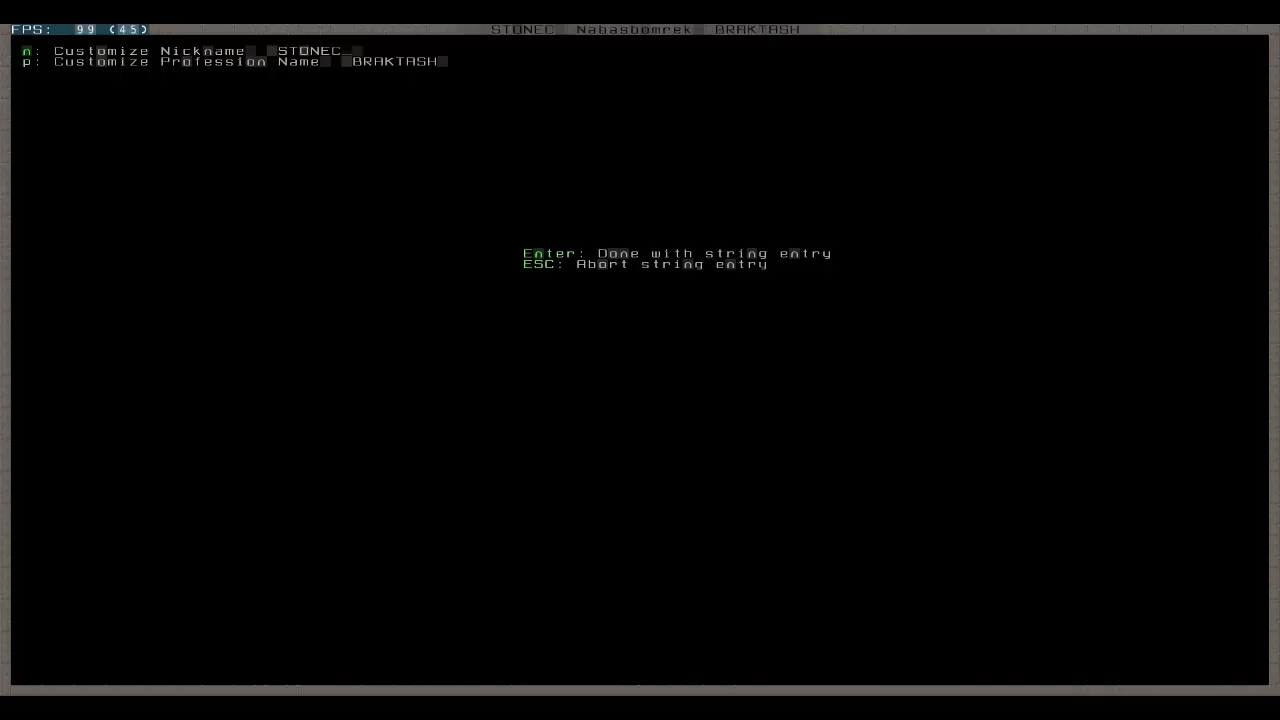 FPS: 99 (45) STONEC Nabasbomrek BRAKTASH
n: Customize Nickname STONEC_
p: Customize Profession Name BRAKTASH
Enter: Done with string entry
ESC: Abort string entry